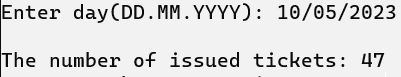 Enter day(DD.MM.YYYY): 10/05/2023
The number of issued tickets: 47